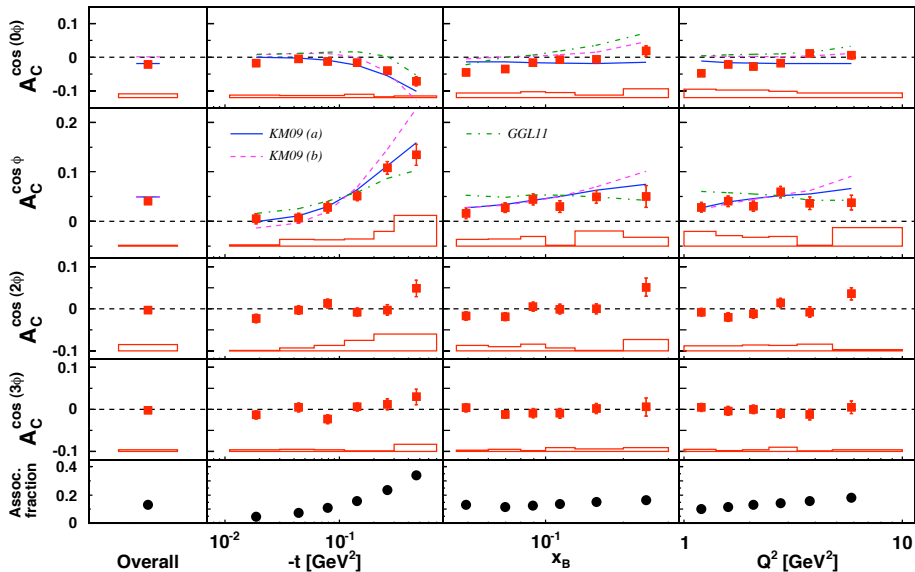 A_C^cos (0φ)
0.1
0
-0.1
A_C^cos φ
0.2
0.1
0
KM09 (a)
KM09 (b)
GGL11
A_C^cos (2φ)
0.1
0
-0.1
A_C^cos (3φ)
0.1
0
-0.1
Assoc.
fraction
0.4
0.2
0
10^-2 10^-1 10^-1 1 10
Overall -t [GeV^2] x_B Q^2 [GeV^2]